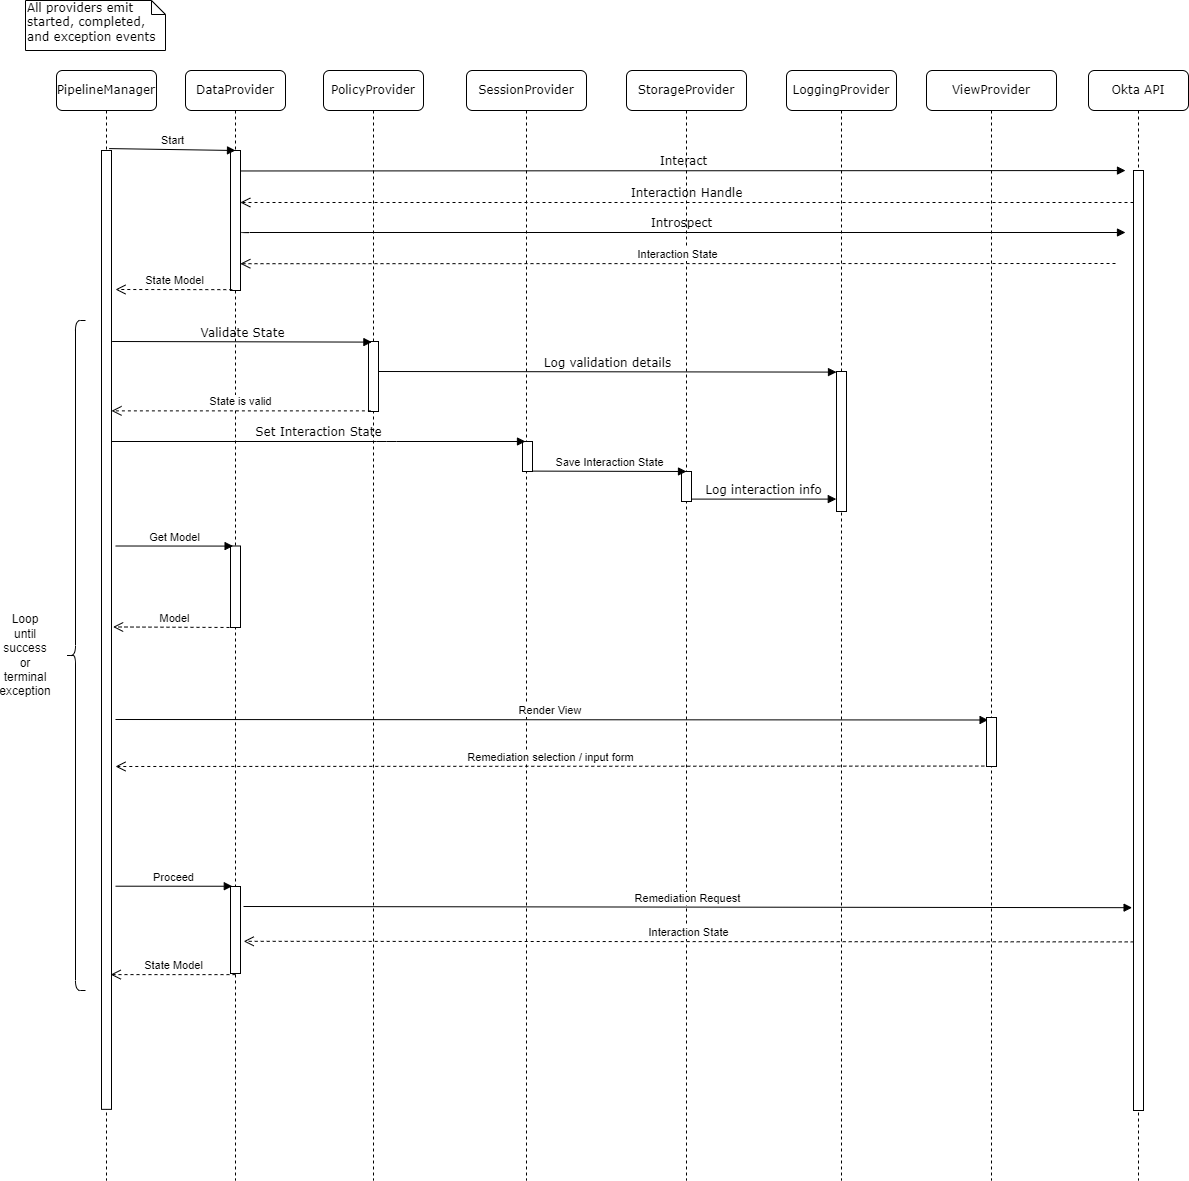 All providers emit
started, completed,
and exception events
PipelineManager
DataProvider
PolicyProvider
SessionProvider
StorageProvider
LoggingProvider
ViewProvider
Okta API
Start
Interact
Interaction Handle
Introspect
Interaction State
State Model
Validate State
Log validation details
State is valid
Set Interaction State
Save Interaction State
Log interaction info
Get Model
Model
Loop
until
success
or
terminal
exception
Render View
Remediation selection / input form
Proceed
Remediation Request
Interaction State
State Model